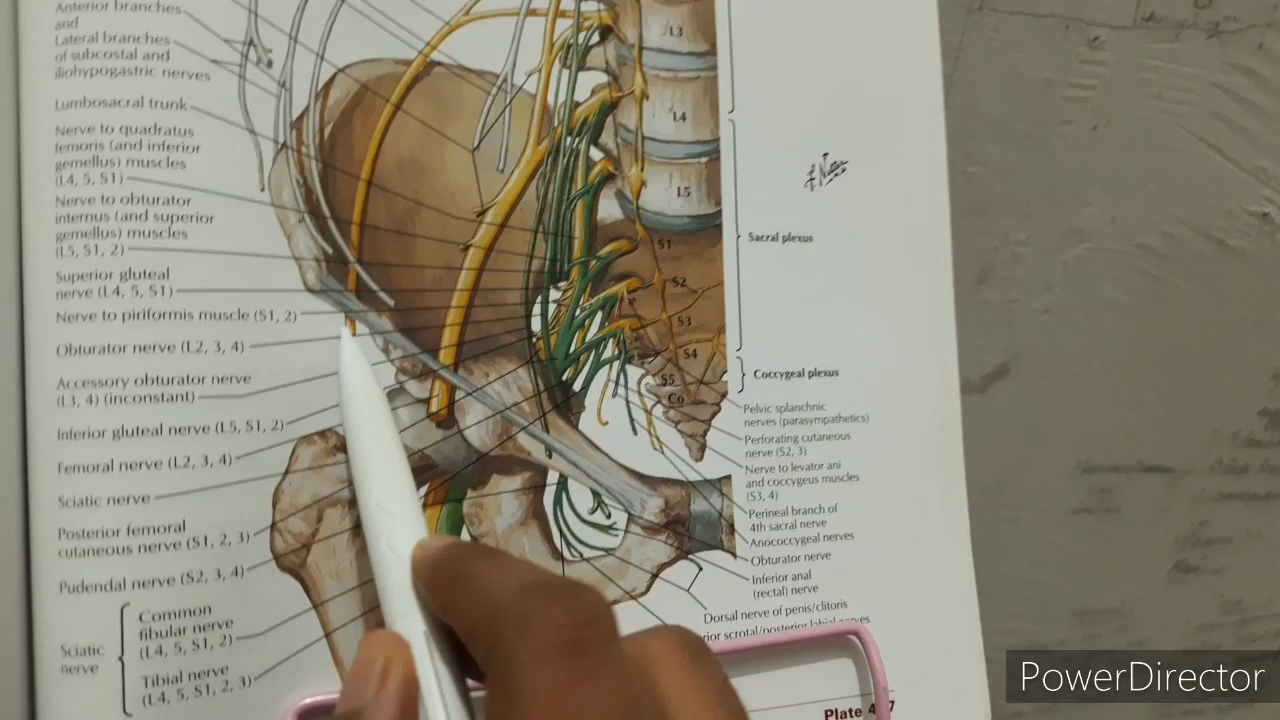 Anterior branches
and
Lateral branches
of subcostal and
iliohypogastric nerves
Lumbosacral trunk
Nerve to quadratus
femoris (and inferior
gemellus) muscles
(L4, 5, S1)
Nerve to obturator
internus (and superior
gemellus) muscles
(L5, S1, 2)
Superior gluteal
nerve (L4, 5, S1)
Nerve to piriformis muscle (S1, 2)
Obturator nerve (L2, 3, 4)
Accessory obturator nerve
(L3, 4) (inconstant)
Inferior gluteal nerve (L5, S1, 2)
Femoral nerve (L2, 3, 4)
Sciatic nerve
Posterior femoral
cutaneous nerve (S1, 2, 3)
Pudendal nerve (S2, 3, 4)
Sciatic
nerve
Common
fibular nerve
(L4, 5, S1, 2)
Tibial nerve
(L4, 5, S1, 2, 3)
L3
L4
L5
S1
S2
S3
S4
S5
Co
Sacral plexus
Coccygeal plexus
Pelvic splanchnic
nerves (parasympathetics)
Perforating cutaneous
nerve (S2, 3)
Nerve to levator ani
and coccygeus muscles
(S3, 4)
Perineal branch of
4th sacral nerve
Anococcygeal nerves
Obturator nerve
Inferior anal
(rectal) nerve
Dorsal nerve of penis/clitoris
scrotal/posterior labial nerves
Plate
PowerDirector